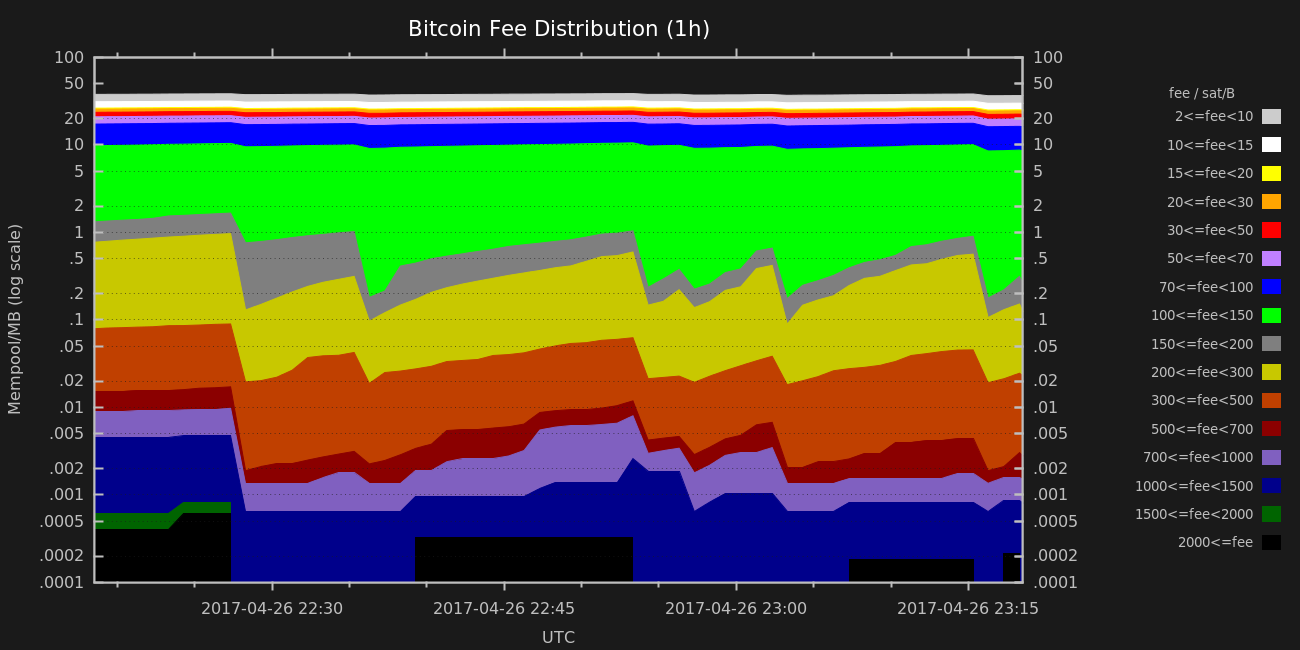 Bitcoin Fee Distribution (1h)
100 100
50 50
20 20
10 10
5 5
2 2
1 1
.5 .5
.2 .2
.1 .1
.05 .05
.02 .02
.01 .01
.005 .005
.002 .002
.001 .001
.0005 .0005
.0002 .0002
.0001 .0001
Mempool/MB (log scale)
2017-04-26 22:30 2017-04-26 22:45 2017-04-26 23:00 2017-04-26 23:15
UTC
fee / sat/B
2<=fee<10
10<=fee<15
15<=fee<20
20<=fee<30
30<=fee<50
50<=fee<70
70<=fee<100
100<=fee<150
150<=fee<200
200<=fee<300
300<=fee<500
500<=fee<700
700<=fee<1000
1000<=fee<1500
1500<=fee<2000
2000<=fee